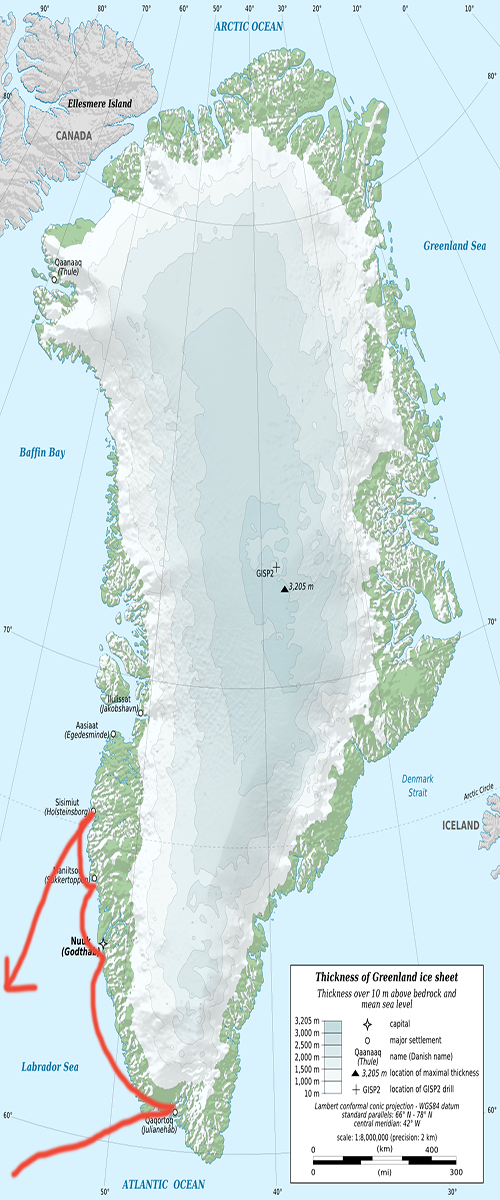 90°
80°
70°
60°
50°
40°
30°
20°
10°
0°
10°
ARCTIC OCEAN
80°
80°
Ellesmere Island
CANADA
Greenland Sea
Qaanaaq
(Thule)
Baffin Bay
GISP2
3,205 m
70°
70°
Ilulissat
(Jakobshavn)
Aasiaat
(Egedesminde)
Denmark
Strait
Arctic Circle
Sisimiut
(Holsteinsborg)
ICELAND
Maniitsoq
(Sukkertoppen)
Nuuk
(Godthab)
Labrador Sea
60°
60°
Qaqortoq
(Julianehåb)
ATLANTIC OCEAN
50°
40°
30°
Thickness of Greenland ice sheet
Thickness over 10 m above bedrock and
mean sea level
3,205 m
3,000 m
2,500 m
2,000 m
1,500 m
1,000 m
10 m
capital
major settlement
Qaanaaq
(Thule)
name (Danish name)
3,205 m
location of maximal thickness
GISP2
location of GISP2 drill
Lambert conformal conic projection - WGS84 datum
standard parallels: 66° N - 78° N
central meridian: 42° W
scale: 1:8,000,000 (precision: 2 km)
0 (km) 400
0 (mi) 300